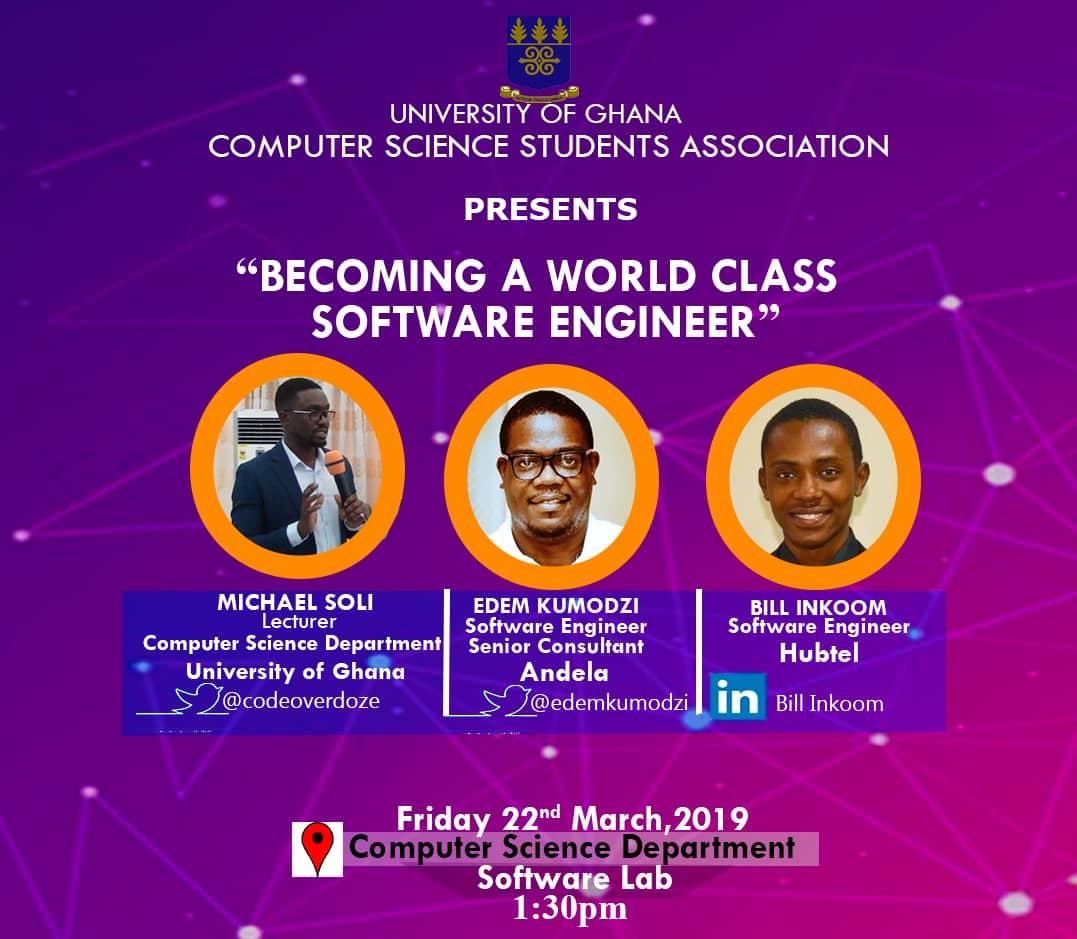 UNIVERSITY OF GHANA
COMPUTER SCIENCE STUDENTS ASSOCIATION
PRESENTS
“BECOMING A WORLD CLASS
SOFTWARE ENGINEER”
MICHAEL SOLI
Lecturer
Computer Science Department
University of Ghana
@codeoverdoze
EDEM KUMODZI
Software Engineer
Senior Consultant
Andela
@edemkumodzi
BILL INKOOM
Software Engineer
Hubtel
in Bill Inkoom
Friday 22nd March,2019
Computer Science Department
Software Lab
1:30pm